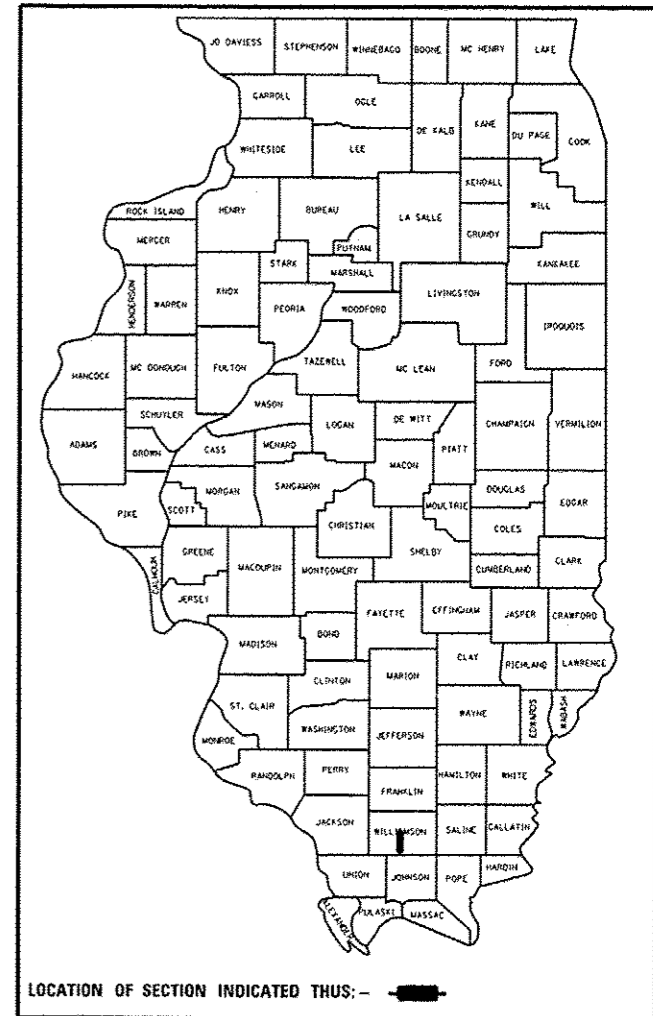 JO DAVIESS STEPHENSON WINNEBAGO BOONE MC HENRY LAKE
CARROLL OGLE DE KALB KANE DU PAGE COOK
WHITESIDE LEE KENDALL WILL
ROCK ISLAND HENRY BUREAU LA SALLE GRUNDY
MERCER PUTNAM KANKAKEE
HENDERSON WARREN KNOX STARK MARSHALL LIVINGSTON
PEORIA WOODFORD IROQUOIS
HANCOCK MC DONOUGH FULTON TAZEWELL MC LEAN FORD
SCHUYLER MASON LOGAN DE WITT CHAMPAIGN VERMILION
ADAMS BROWN CASS MENARD MACON PIATT
PIKE SCOTT MORGAN SANGAMON CHRISTIAN MOULTRIE DOUGLAS EDGAR
COLES
CALHOUN GREENE MACOUPIN MONTGOMERY SHELBY CUMBERLAND CLARK
JERSEY FAYETTE EFFINGHAM JASPER CRAWFORD
MADISON BOND CLAY RICHLAND LAWRENCE
CLINTON MARION
ST. CLAIR WAYNE EDWARDS WABASH
MONROE WASHINGTON JEFFERSON
RANDOLPH PERRY HAMILTON WHITE
FRANKLIN
JACKSON WILLIAMSON SALINE GALLATIN
UNION JOHNSON POPE HARDIN
ALEXANDER PULASKI MASSAC
LOCATION OF SECTION INDICATED THUS:-